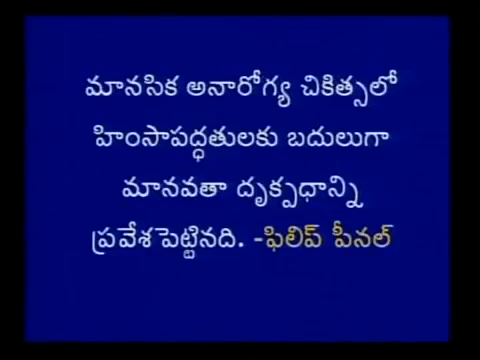 మానసిక అనారోగ్య చికిత్సలో
హింసాపద్ధతులకు బదులుగా
మానవతా దృక్పధాన్ని
ప్రవేశపెట్టినది. -ఫిలిప్ పీనల్